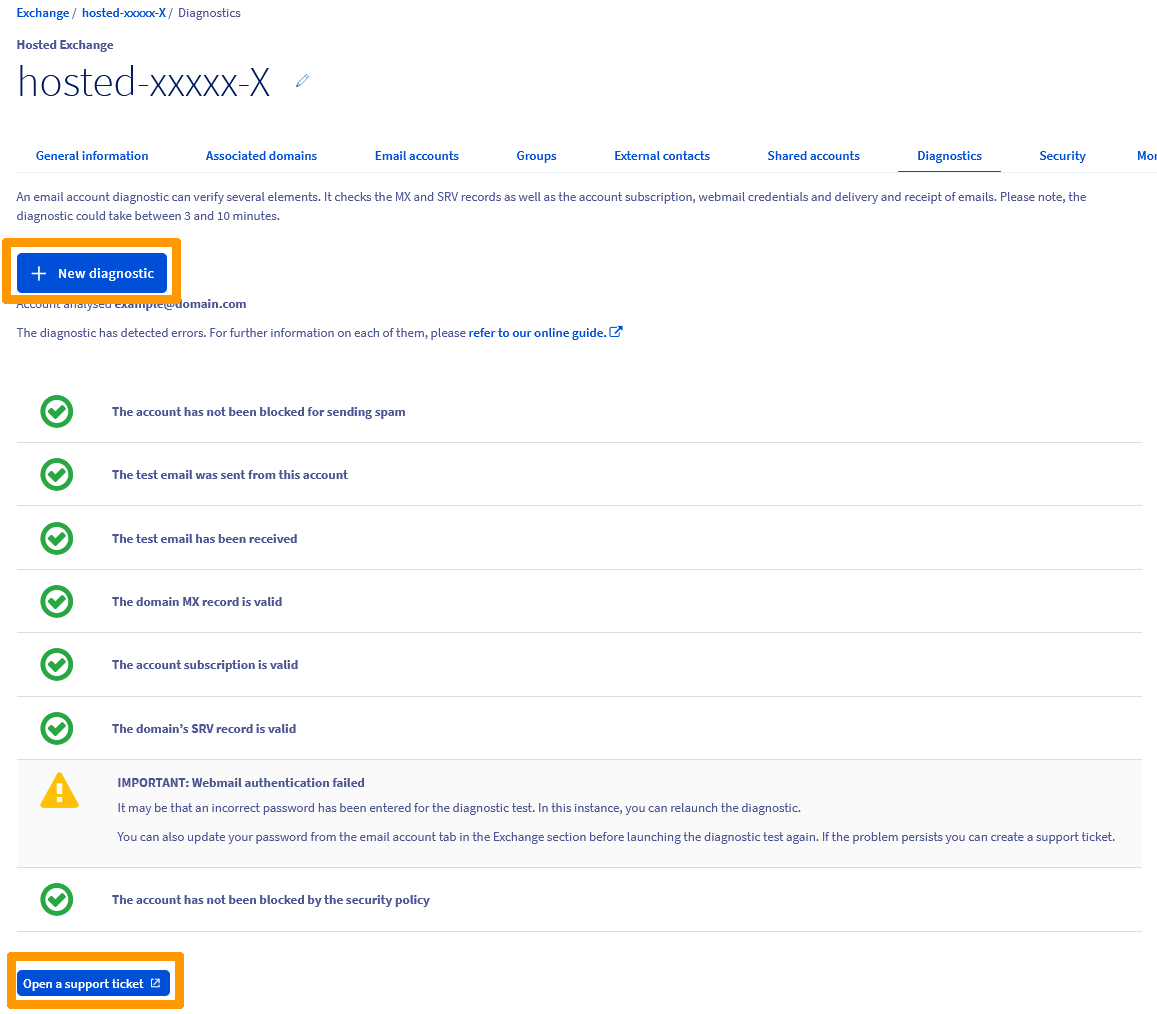 Exchange / hosted-xxxxx-X / Diagnostics
Hosted Exchange
hosted-xxxxx-X
General information Associated domains Email accounts Groups External contacts Shared accounts Diagnostics Security Mor
An email account diagnostic can verify several elements. It checks the MX and SRV records as well as the account subscription, webmail credentials and delivery and receipt of emails. Please note, the
diagnostic could take between 3 and 10 minutes.
New diagnostic
Account analysed example@domain.com
The diagnostic has detected errors. For further information on each of them, please refer to our online guide.
The account has not been blocked for sending spam
The test email was sent from this account
The test email has been received
The domain MX record is valid
The account subscription is valid
The domain’s SRV record is valid
IMPORTANT: Webmail authentication failed
It may be that an incorrect password has been entered for the diagnostic test. In this instance, you can relaunch the diagnostic.
You can also update your password from the email account tab in the Exchange section before launching the diagnostic test again. If the problem persists you can create a support ticket.
The account has not been blocked by the security policy
Open a support ticket